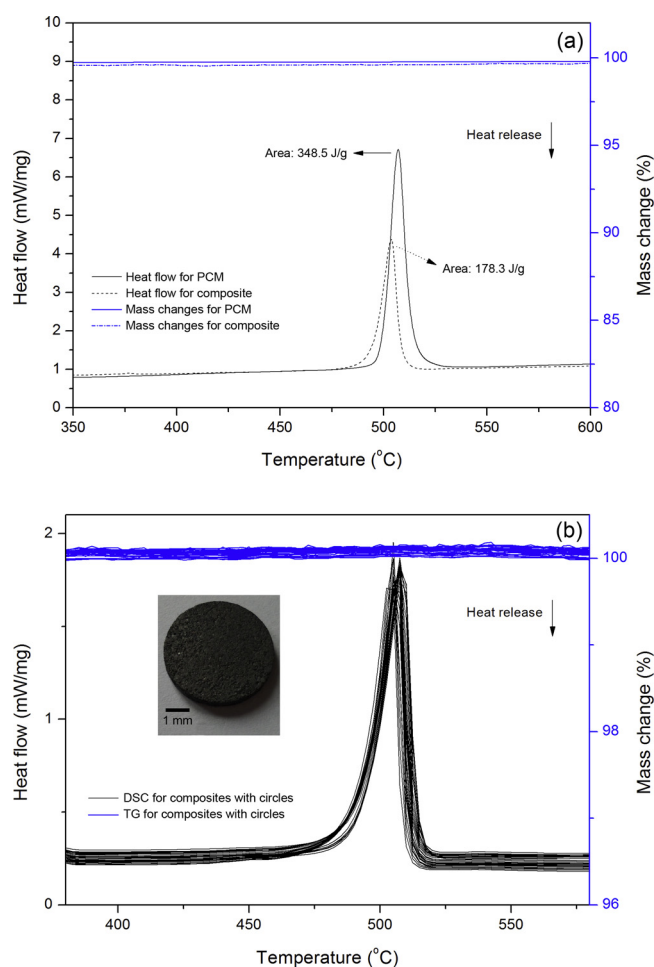 (a)
10
9
8
7
6
5
4
3
2
1
0
Heat flow (mW/mg)
100
95
90
85
80
Mass change (%)
Heat release
Area: 348.5 J/g
Area: 178.3 J/g
Heat flow for PCM
Heat flow for composite
Mass changes for PCM
Mass changes for composite
350 400 450 500 550 600
Temperature (°C)
(b)
2
1
0
Heat flow (mW/mg)
100
98
96
Mass change (%)
Heat release
1 mm
DSC for composites with circles
TG for composites with circles
400 450 500 550
Temperature (°C)